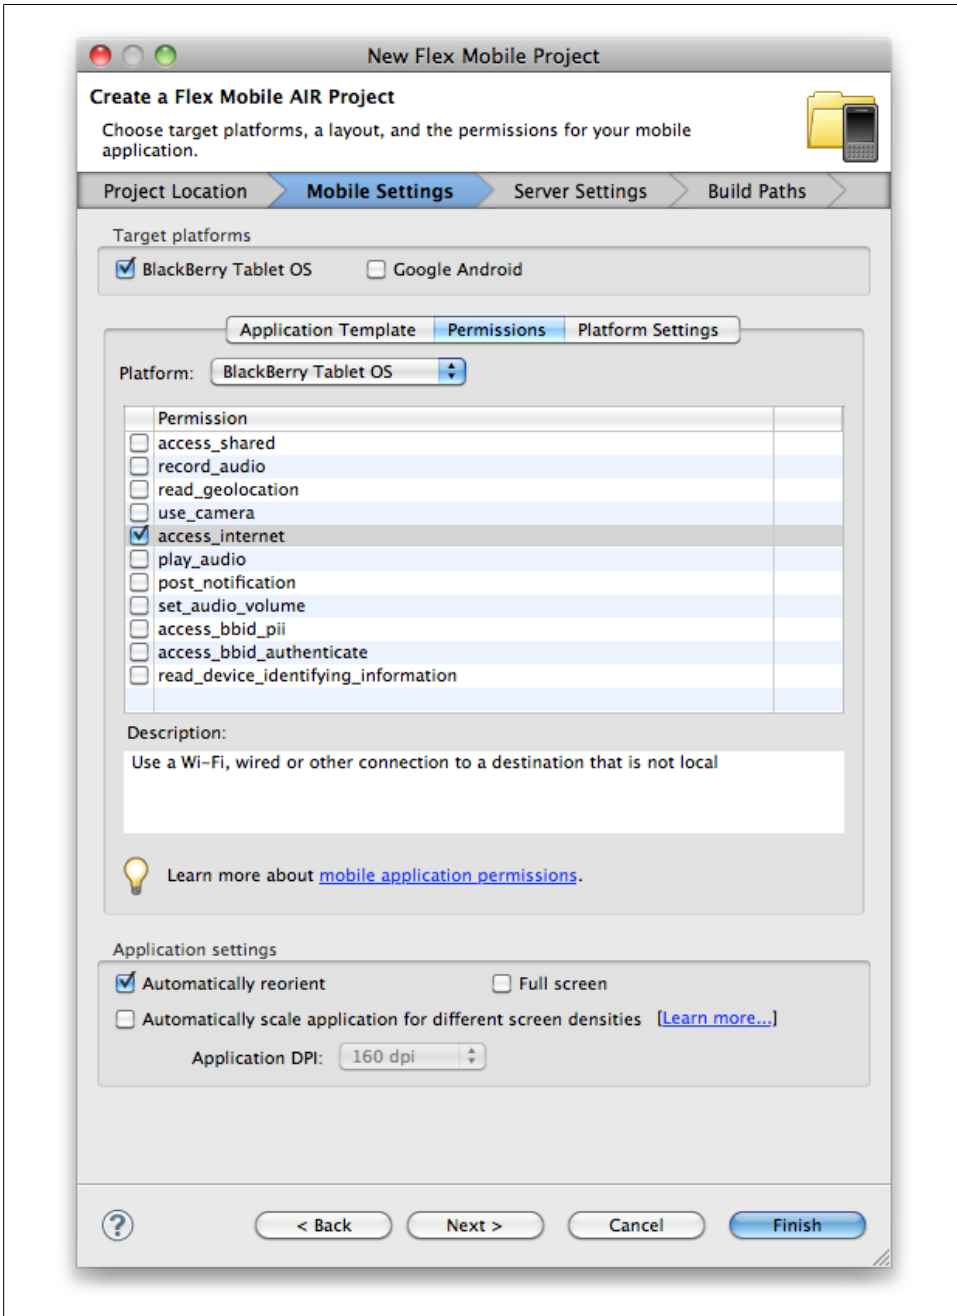 New Flex Mobile Project
Create a Flex Mobile AIR Project
Choose target platforms, a layout, and the permissions for your mobile
application.
Project Location Mobile Settings Server Settings Build Paths
Target platforms
BlackBerry Tablet OS Google Android
Application Template Permissions Platform Settings
Platform: BlackBerry Tablet OS
Permission
access_shared
record_audio
read_geolocation
use_camera
access_internet
play_audio
post_notification
set_audio_volume
access_bbid_pii
access_bbid_authenticate
read_device_identifying_information
Description:
Use a Wi-Fi, wired or other connection to a destination that is not local
Learn more about mobile application permissions.
Application settings
Automatically reorient Full screen
Automatically scale application for different screen densities [Learn more...]
Application DPI: 160 dpi
? < Back Next > Cancel Finish